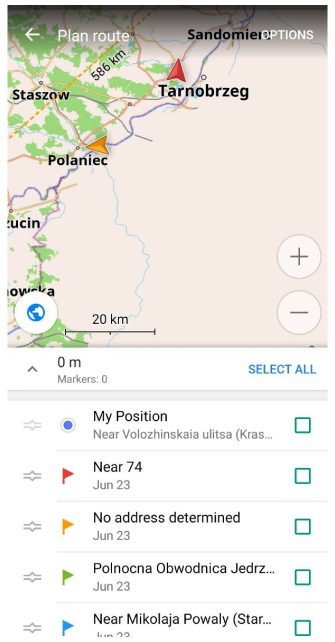 Plan route
Sandomierz
OPTIONS
586 km
Staszow
Tarnobrzeg
Polaniec
ucin
owska
20 km
0 m
Markers: 0
SELECT ALL
My Position
Near Volozhinskaia ulitsa (Kras...
Near 74
Jun 23
No address determined
Jun 23
Polnocna Obwodnica Jedrz...
Jun 23
Near Mikolaja Powaly (Star...
Jun 23